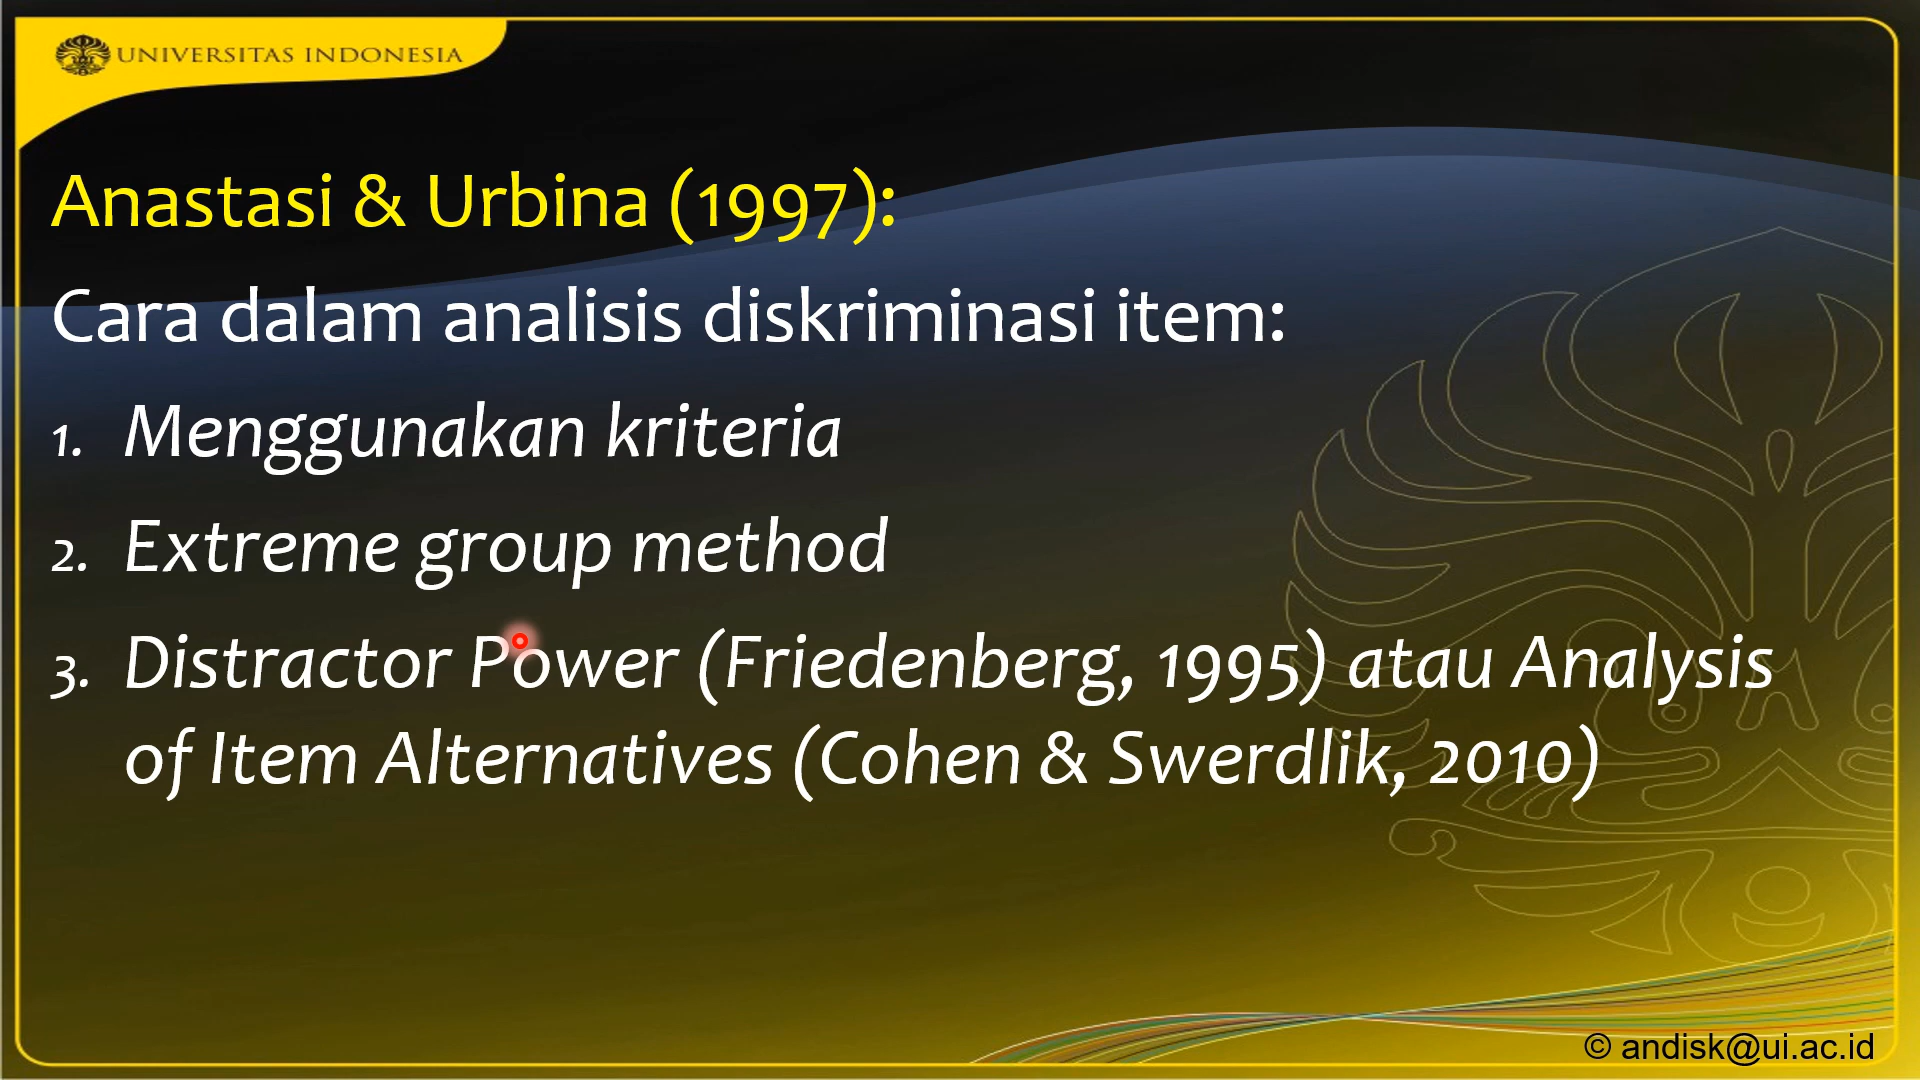 UNIVERSITAS INDONESIA
Anastasi & Urbina (1997):
Cara dalam analisis diskriminasi item:
1. Menggunakan kriteria
2. Extreme group method
3. Distractor Power (Friedenberg, 1995) atau Analysis
of Item Alternatives (Cohen & Swerdlik, 2010)
© andisk@ui.ac.id